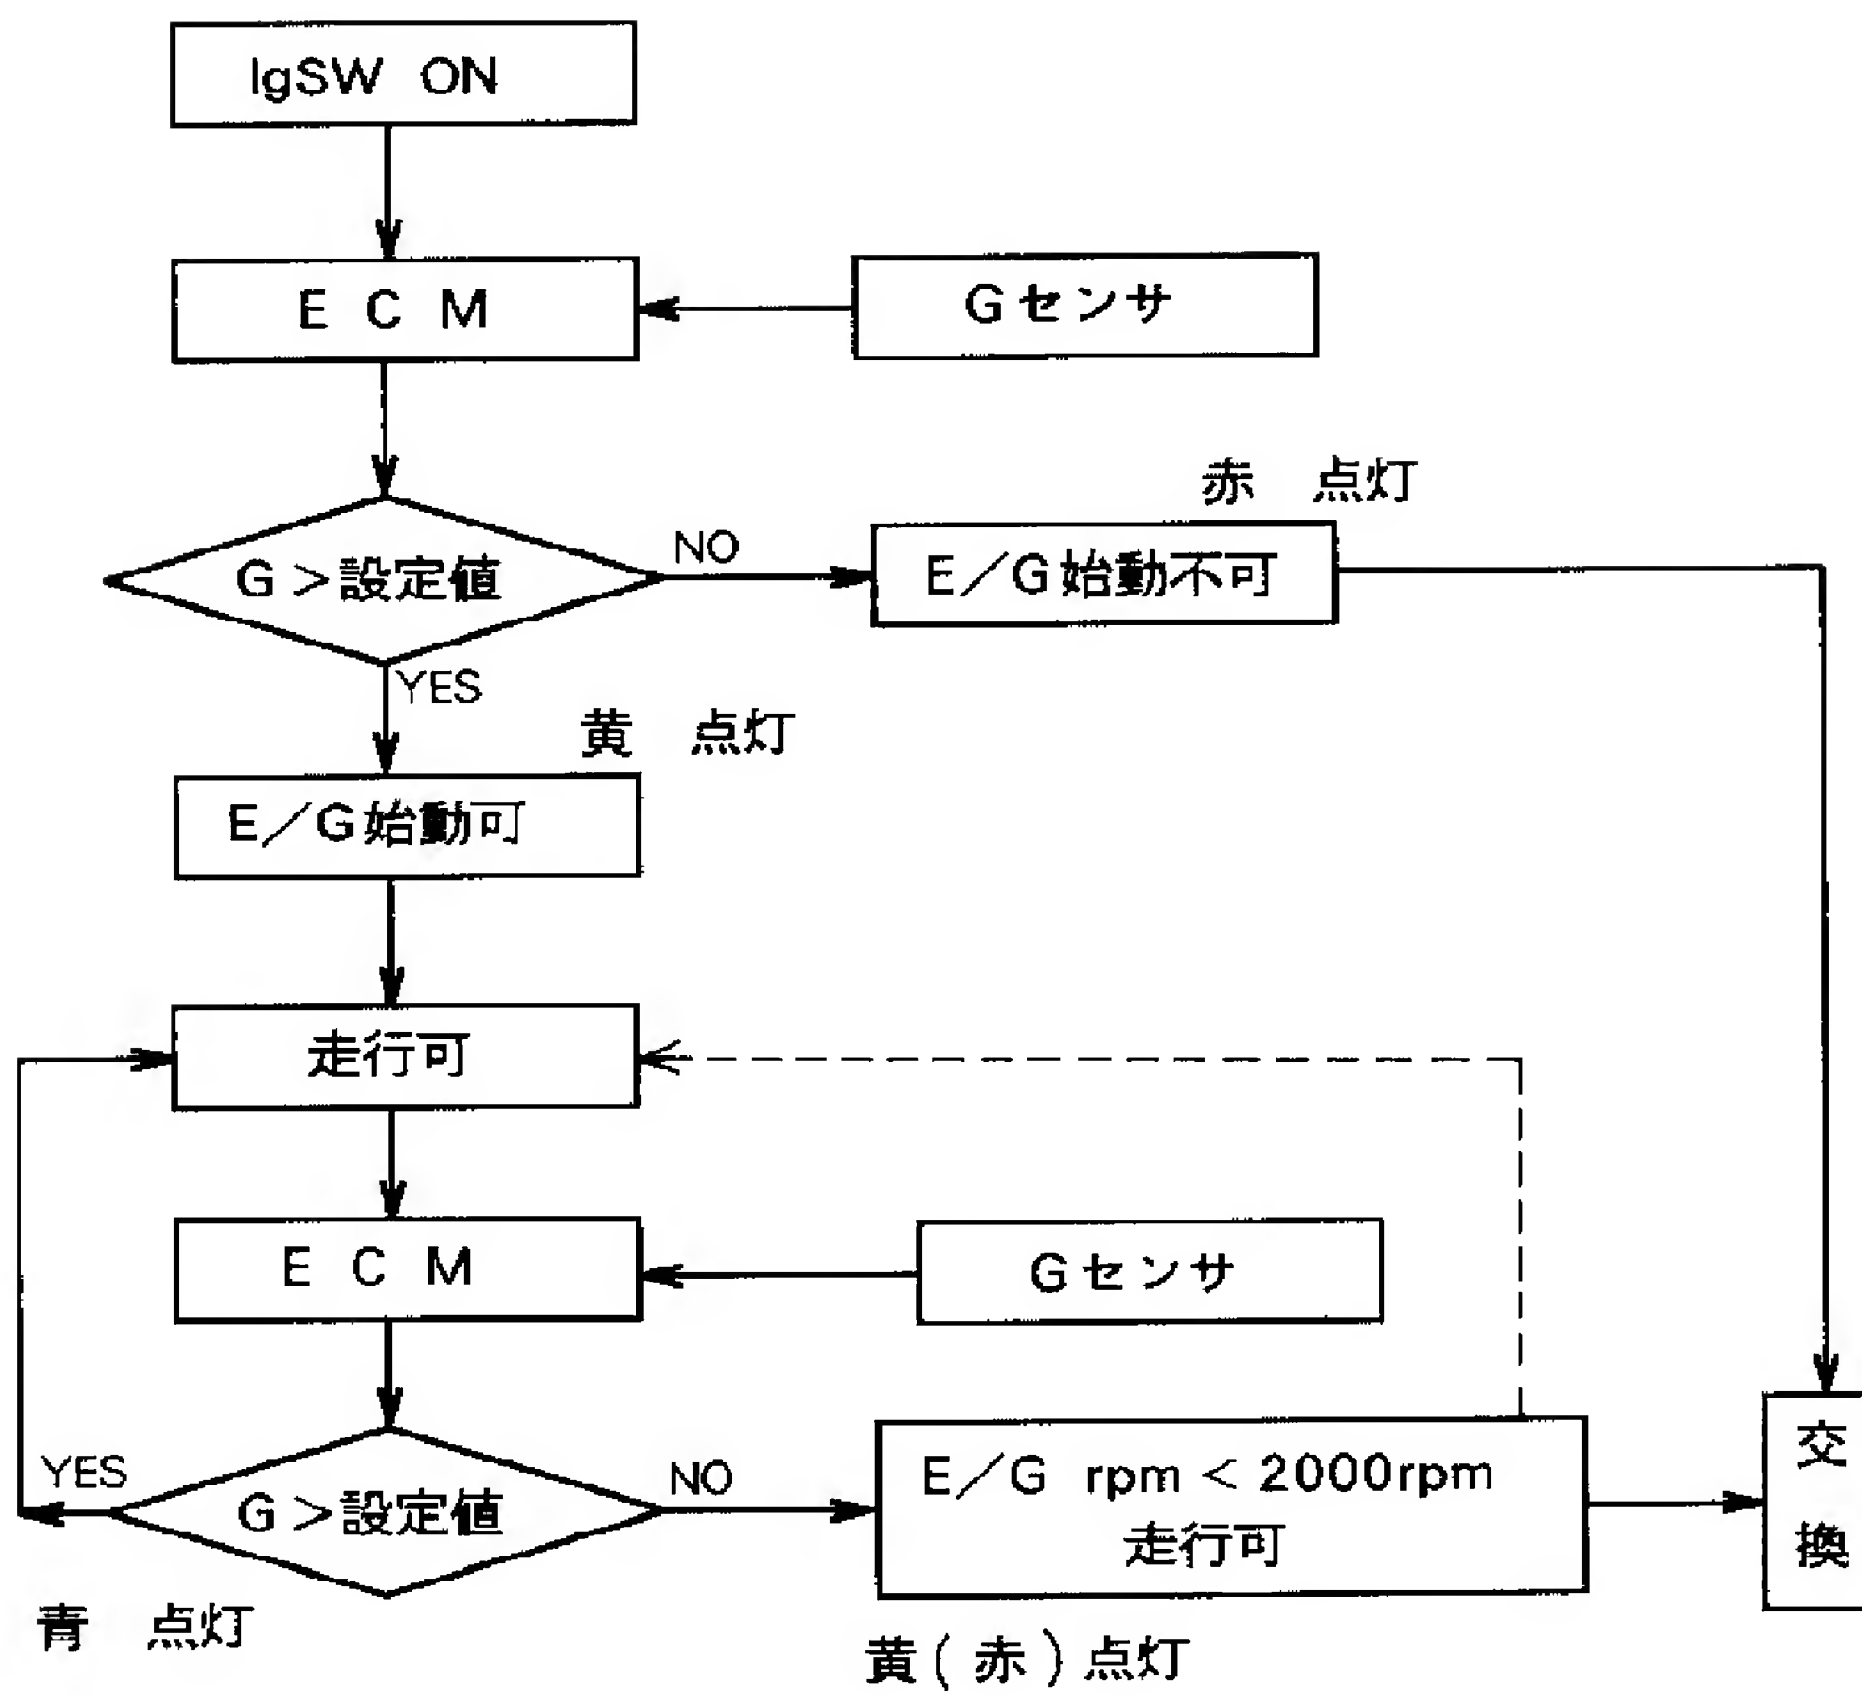 IgSW ON
E C M
Gセンサ
赤 点灯
G＞設定値
NO
E／G始動不可
YES
黄 点灯
E／G始動可
走行可
E C M
Gセンサ
YES
G＞設定値
NO
E／G rpm＜2000rpm
走行可
交
換
青 点灯
黄(赤)点灯